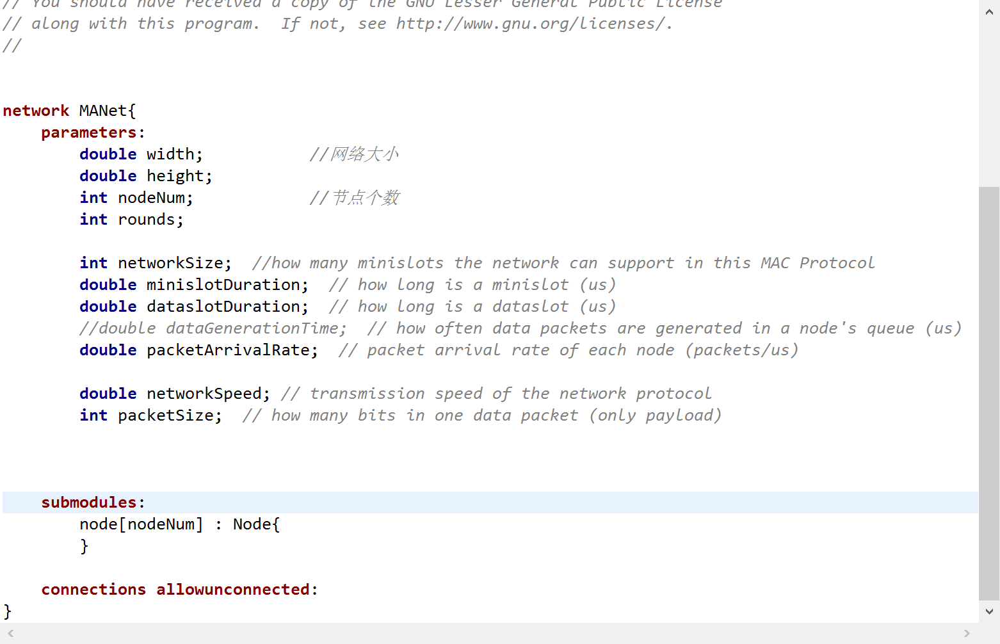 // You should have received a copy of the GNU Lesser General Public License
// along with this program.  If not, see http://www.gnu.org/licenses/.
//
network MANet{
    parameters:
        double width;           //网络大小
        double height;
        int nodeNum;            //节点个数
        int rounds;
        int networkSize;  //how many minislots the network can support in this MAC Protocol
        double minislotDuration;  // how long is a minislot (us)
        double dataslotDuration;  // how long is a dataslot (us)
        //double dataGenerationTime;  // how often data packets are generated in a node's queue (us)
        double packetArrivalRate;  // packet arrival rate of each node (packets/us)
        double networkSpeed; // transmission speed of the network protocol
        int packetSize;  // how many bits in one data packet (only payload)
    submodules:
        node[nodeNum] : Node{
        }
    connections allowunconnected:
}